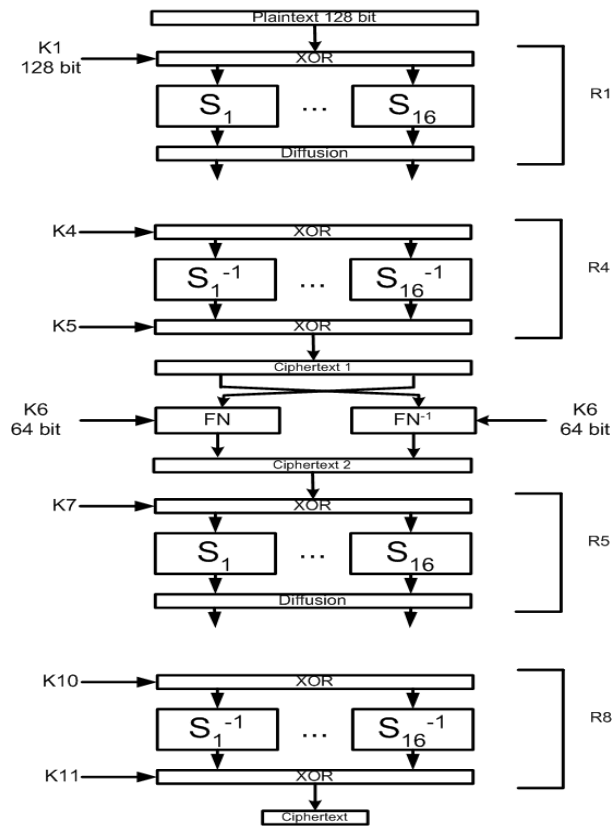 Plaintext 128 bit
K1
128 bit
XOR
R1
S1 ... S16
Diffusion
K4
XOR
R4
S1-1 ... S16-1
K5
XOR
Ciphertext 1
K6
64 bit
FN
FN-1
K6
64 bit
Ciphertext 2
K7
XOR
R5
S1 ... S16
Diffusion
K10
XOR
R8
S1-1 ... S16-1
K11
XOR
Ciphertext